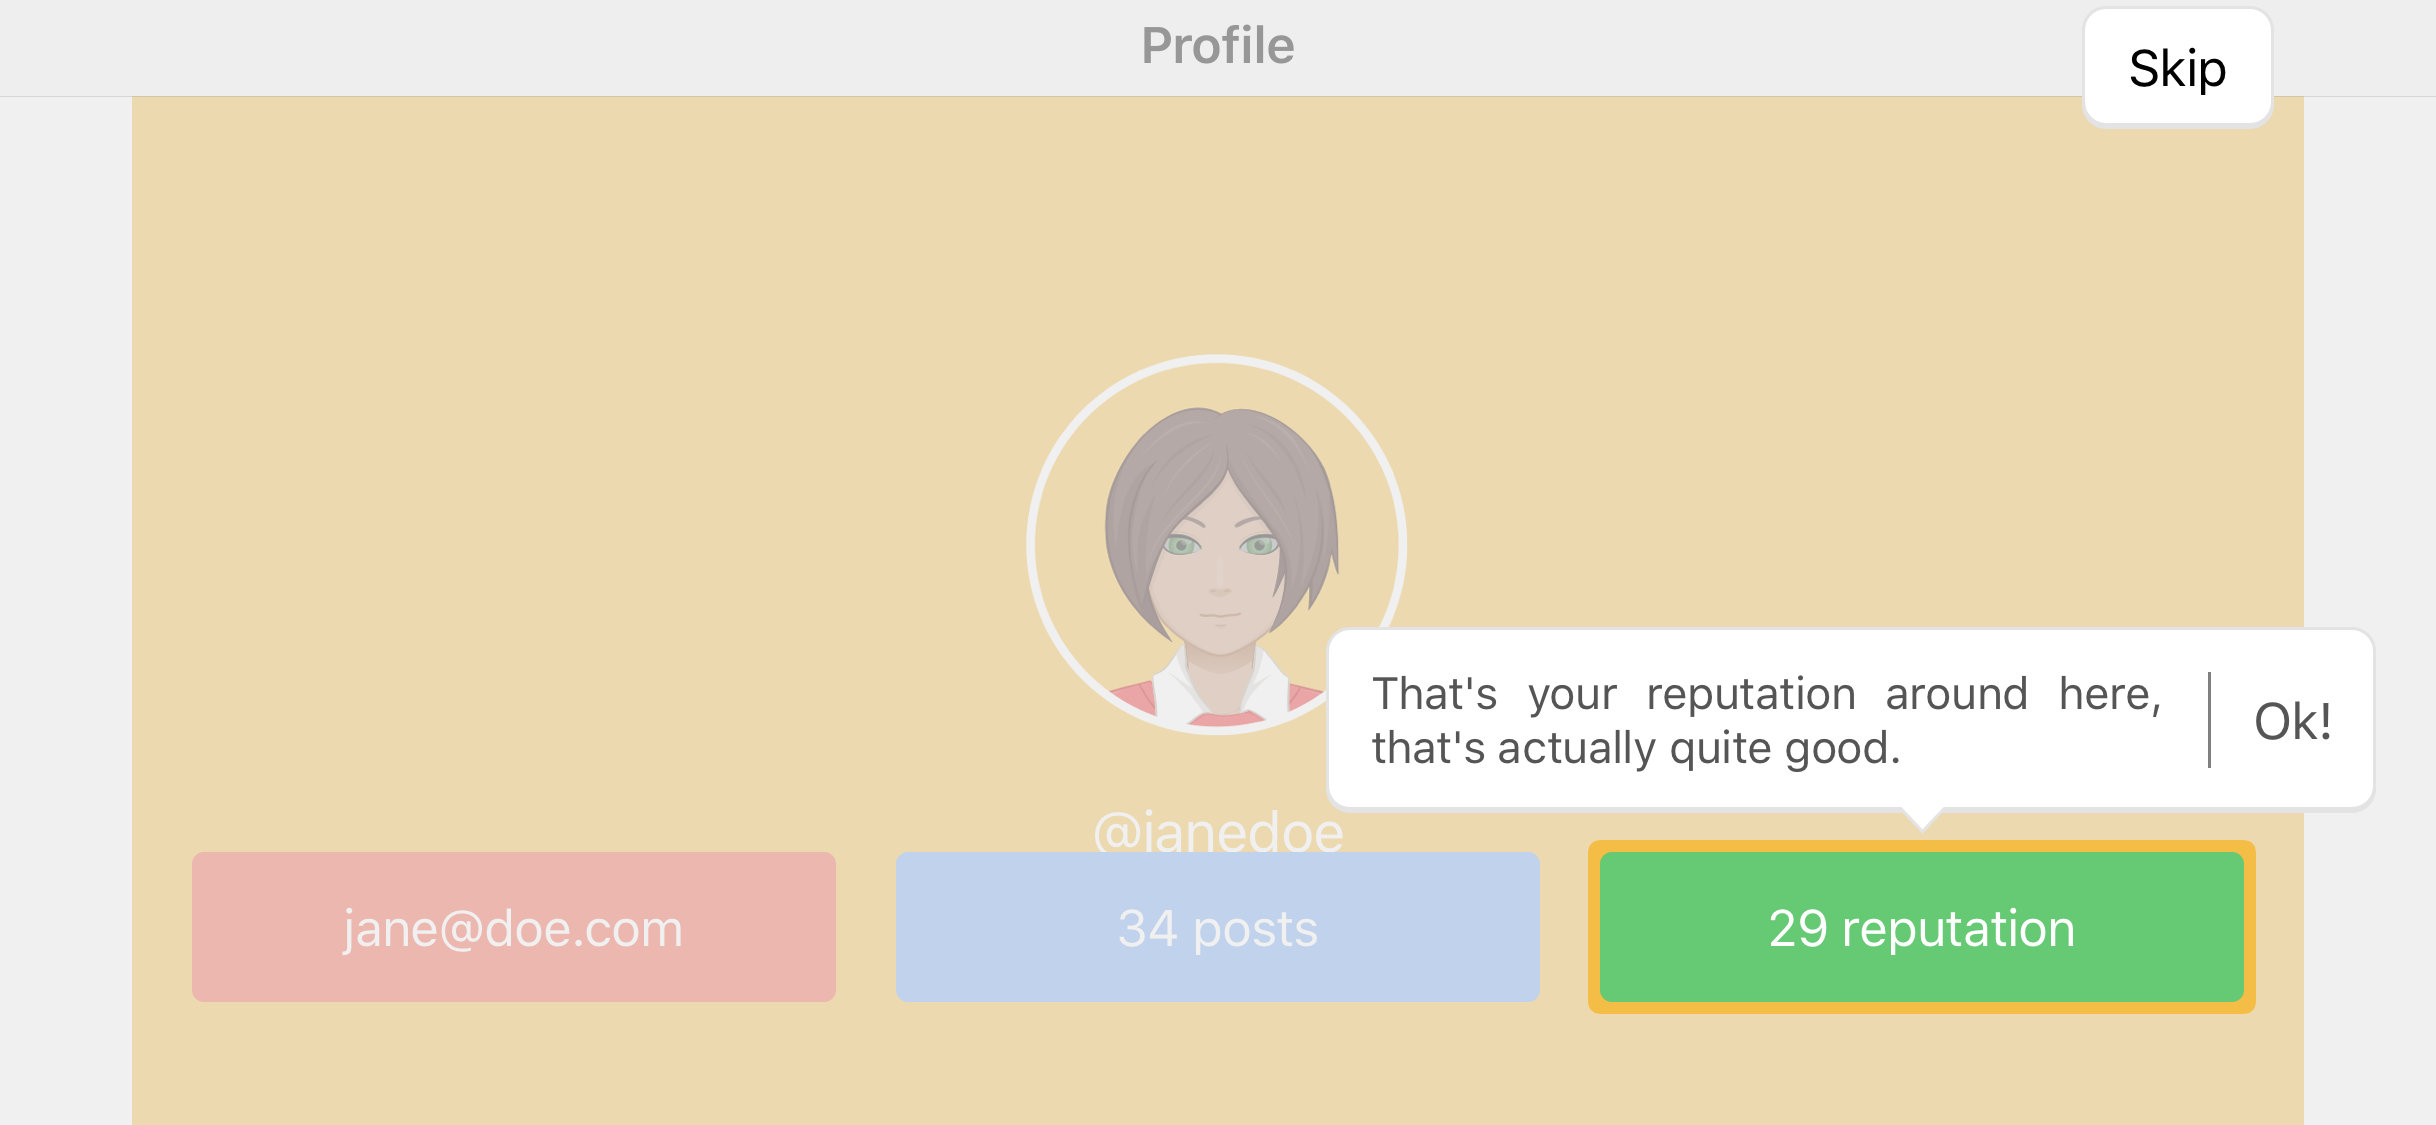 Profile
Skip
That's your reputation around here,
that's actually quite good.
Ok!
@janedoe
jane@doe.com
34 posts
29 reputation